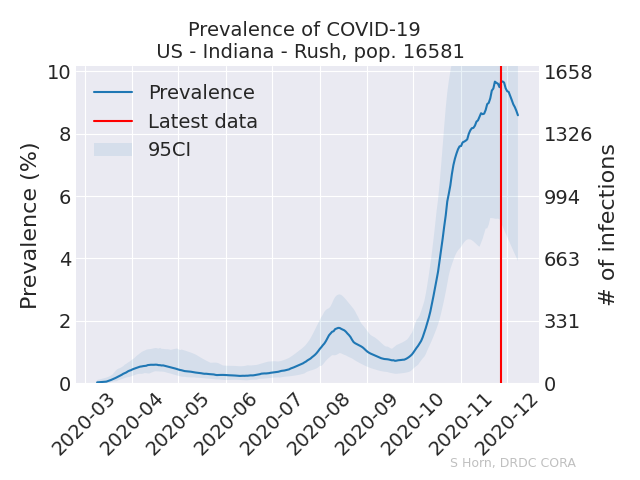 Prevalence of COVID-19
US - Indiana - Rush, pop. 16581
Prevalence (%)
10
8
6
4
2
0
Prevalence
Latest data
95CI
1658
1326
994
663
331
0
# of infections
2020-03
2020-04
2020-05
2020-06
2020-07
2020-08
2020-09
2020-10
2020-11
2020-12
S Horn, DRDC CORA